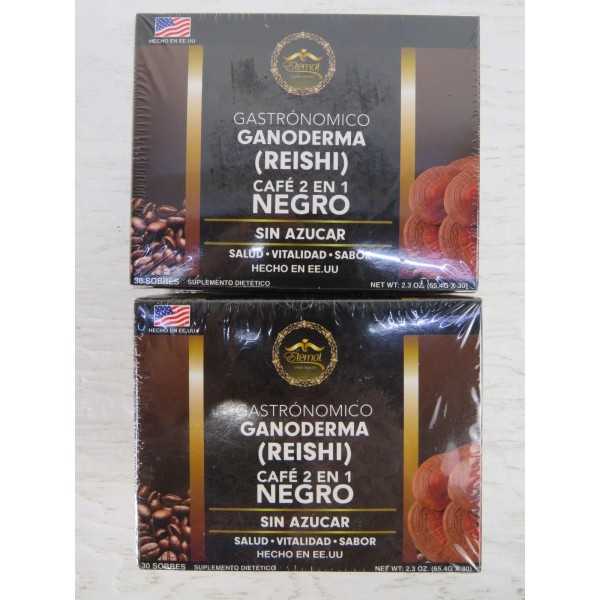 HECHO EN EE.UU
Eternal
GASTRÓNOMICO
GANODERMA
(REISHI)
CAFÉ 2 EN 1
NEGRO
SIN AZUCAR
SALUD • VITALIDAD • SABOR
HECHO EN EE.UU
30 SOBRES SUPLEMENTO DIETÉTICO NET WT: 2.3 OZ. (65.4G X 30)
HECHO EN EE.UU
Eternal
GASTRÓNOMICO
GANODERMA
(REISHI)
CAFÉ 2 EN 1
NEGRO
SIN AZUCAR
SALUD • VITALIDAD • SABOR
HECHO EN EE.UU
30 SOBRES SUPLEMENTO DIETÉTICO NET WT: 2.3 OZ. (65.4G X 30)